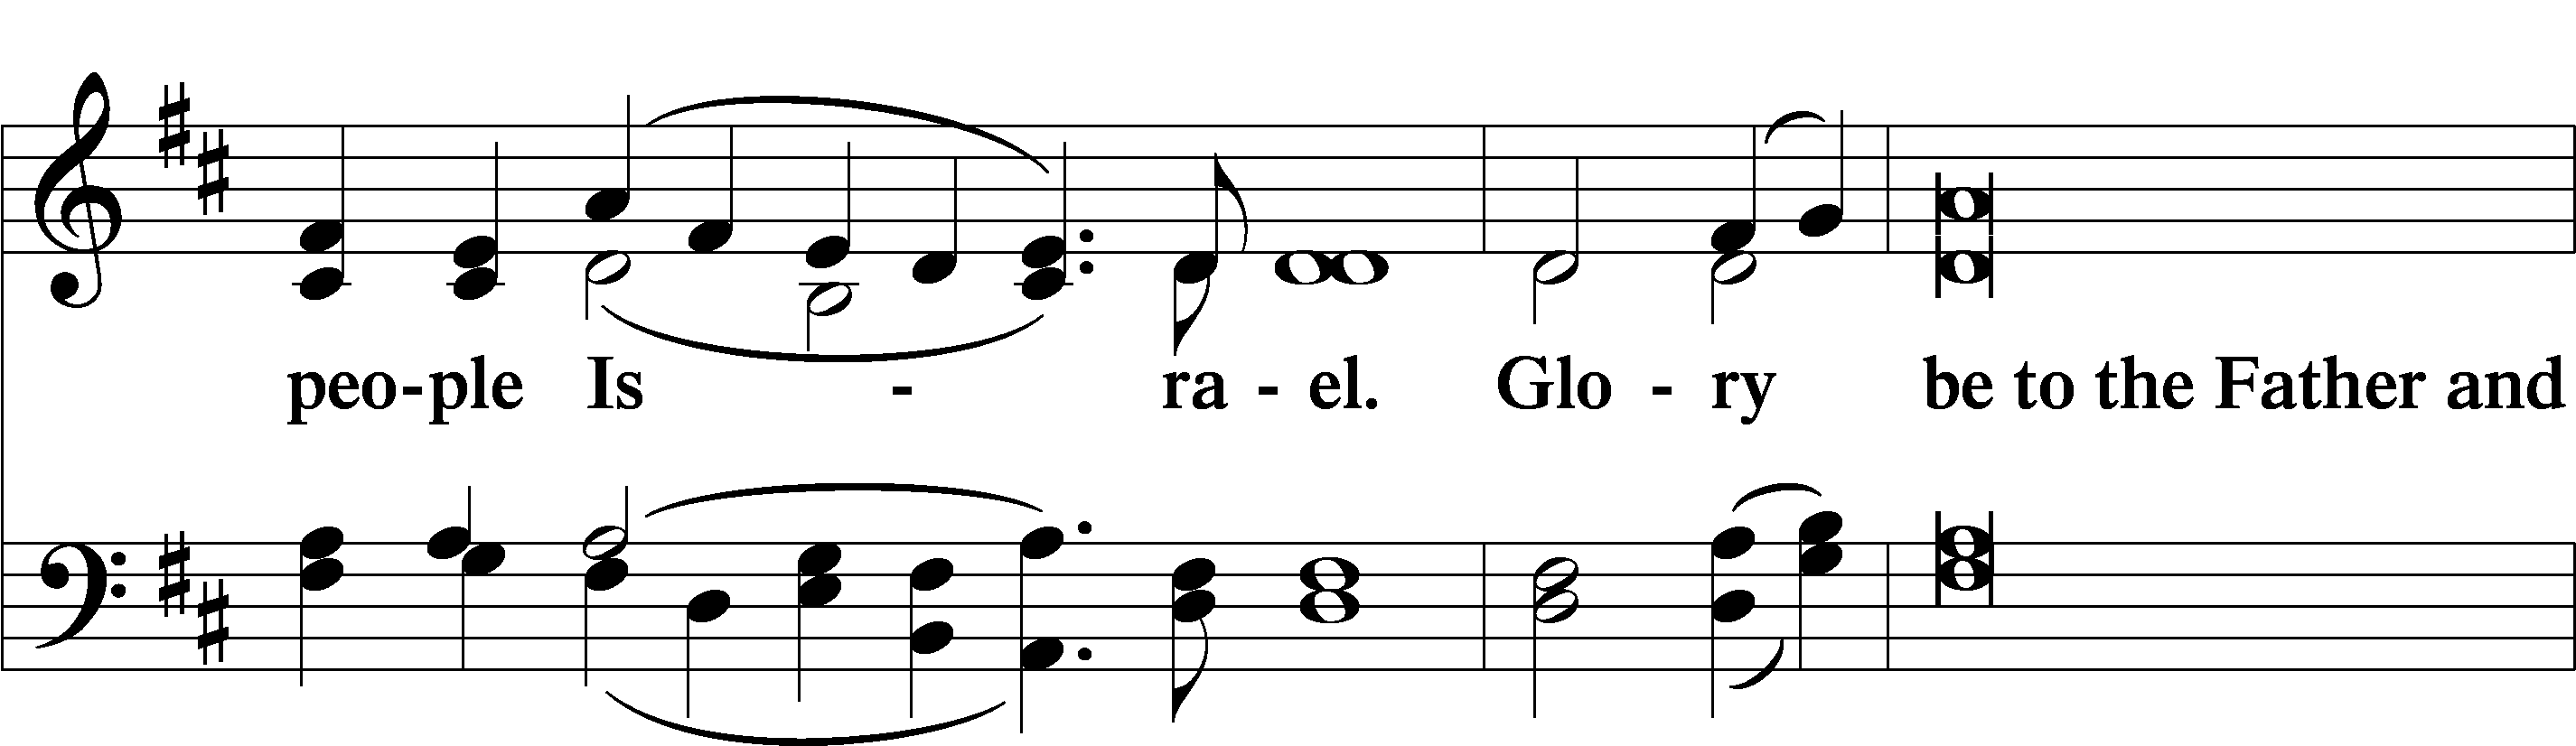 peo-ple Is - ra - el. Glo - ry be to the Father and